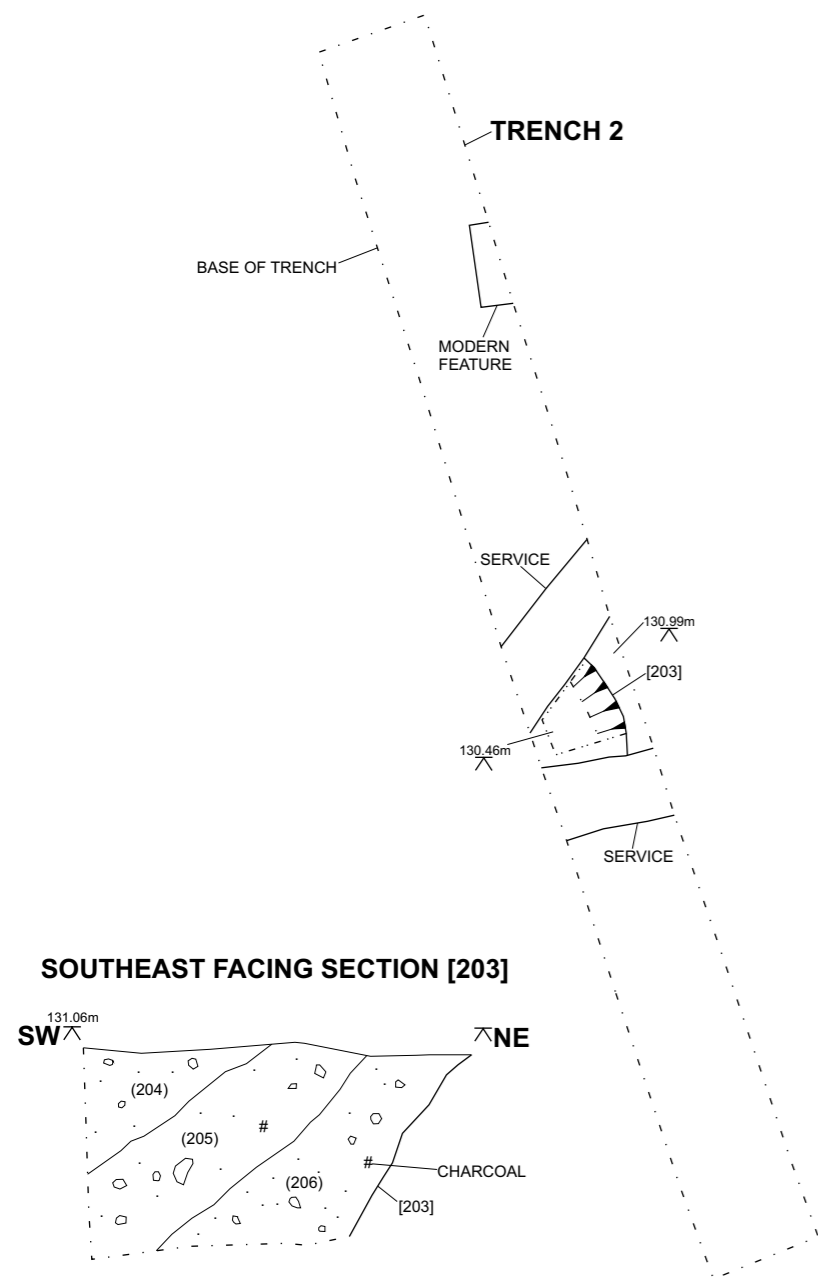 TRENCH 2
BASE OF TRENCH
MODERN
FEATURE
SERVICE
130.99m
[203]
130.46m
SERVICE
SOUTHEAST FACING SECTION [203]
131.06m
SW
NE
(204)
(205)
#
(206)
#
CHARCOAL
[203]